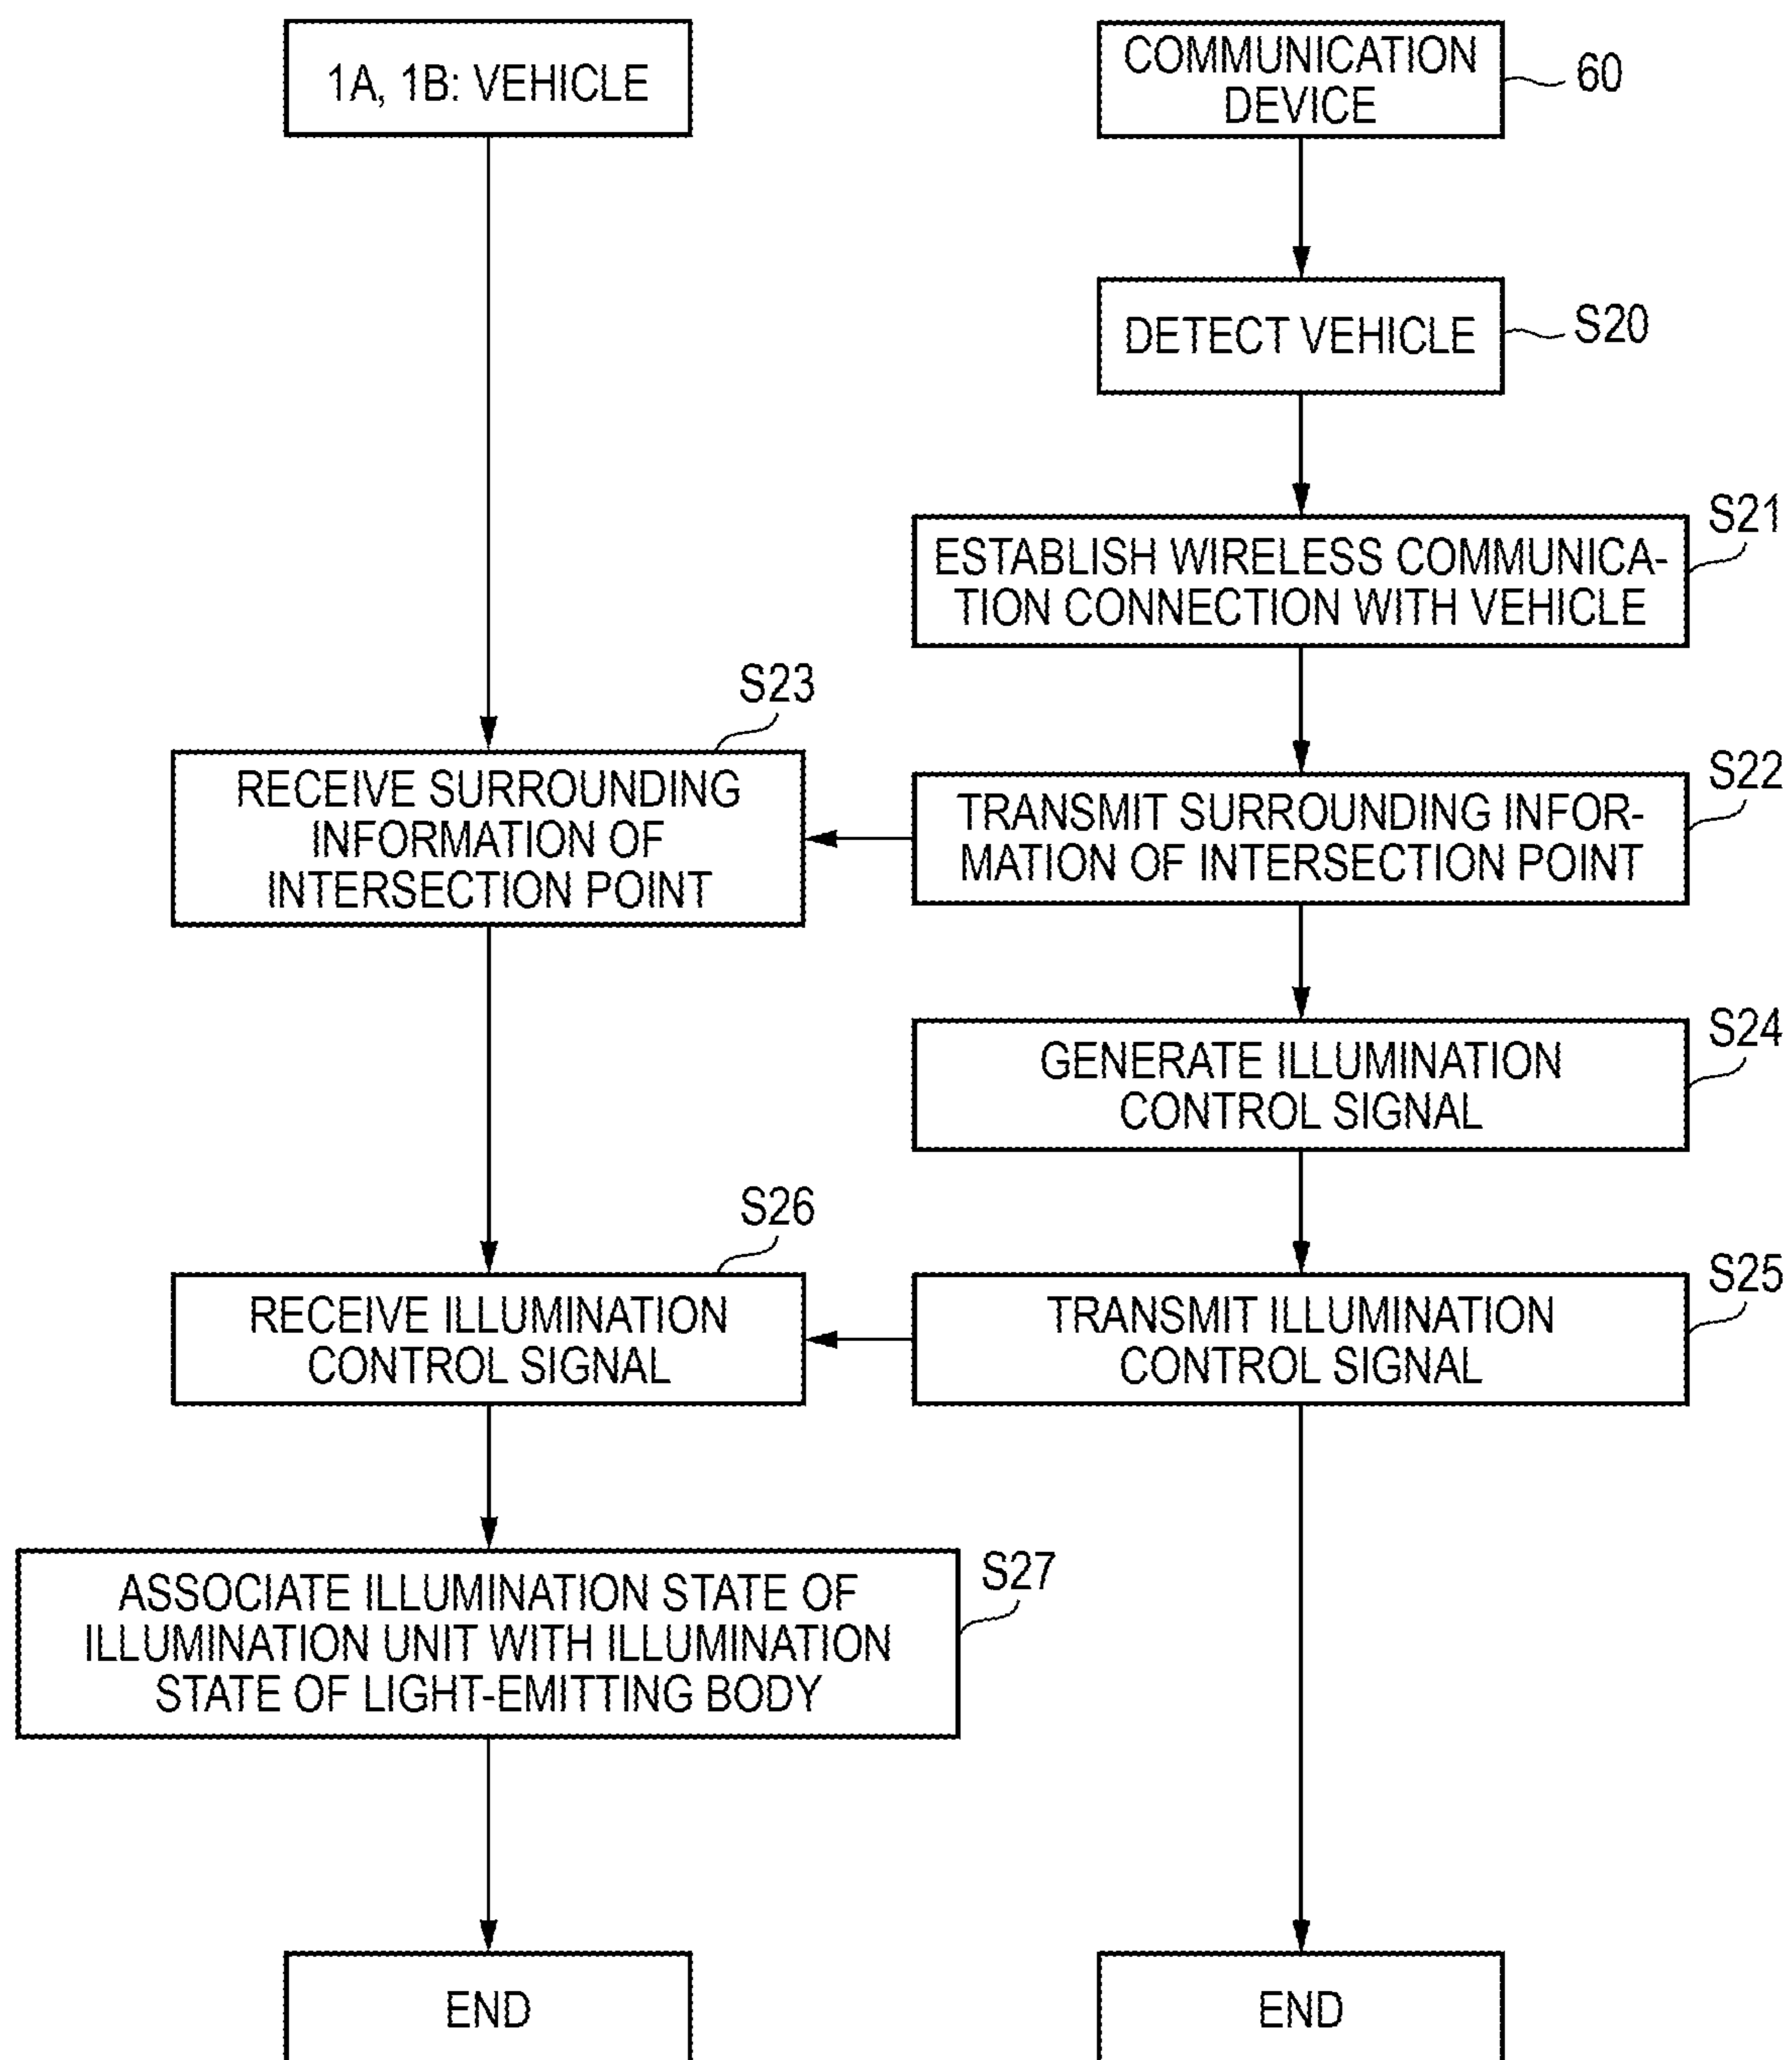 1A, 1B: VEHICLE
COMMUNICATION
DEVICE
60
DETECT VEHICLE
S20
S21
ESTABLISH WIRELESS COMMUNICA-
TION CONNECTION WITH VEHICLE
S23
RECEIVE SURROUNDING
INFORMATION OF
INTERSECTION POINT
S22
TRANSMIT SURROUNDING INFOR-
MATION OF INTERSECTION POINT
S24
GENERATE ILLUMINATION
CONTROL SIGNAL
S26
RECEIVE ILLUMINATION
CONTROL SIGNAL
S25
TRANSMIT ILLUMINATION
CONTROL SIGNAL
S27
ASSOCIATE ILLUMINATION STATE OF
ILLUMINATION UNIT WITH ILLUMINATION
STATE OF LIGHT-EMITTING BODY
END
END